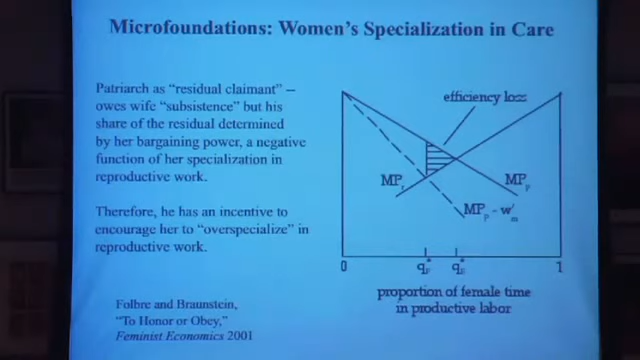 Microfoundations: Women's Specialization in Care
Patriarch as "residual claimant" –
owes wife "subsistence" but his
share of the residual determined
by her bargaining power, a negative
function of her specialization in
reproductive work.
Therefore, he has an incentive to
encourage her to "overspecialize" in
reproductive work.
Folbre and Braunstein,
"To Honor or Obey,"
Feminist Economics 2001
efficiency loss
MPr
MPp
MPp - w'm
0
1
proportion of female time
in productive labor